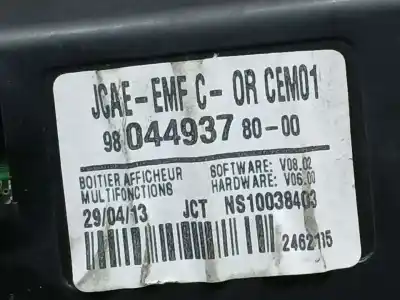 JCAE-EMF C- OR CEM01
98 044937 80-00
BOITIER AFFICHEUR
MULTIFONCTIONS
SOFTWARE: V08.02
HARDWARE: V06.00
29/04/13 JCT NS10038403
2462115